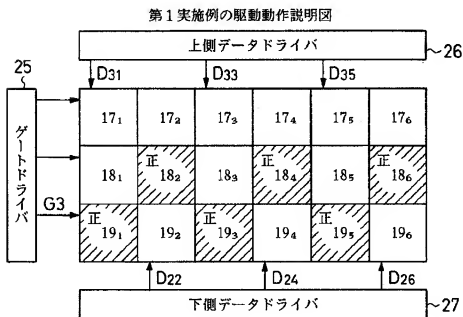 第1実施例の駆動動作説明図
上側データドライバ
26
25
D31 D33 D35
ゲートドライバ
171 172 173 174 175 176
正 正 正
181 182 183 184 185 186
G3
正 正 正
191 192 193 194 195 196
D22 D24 D26
下側データドライバ
27